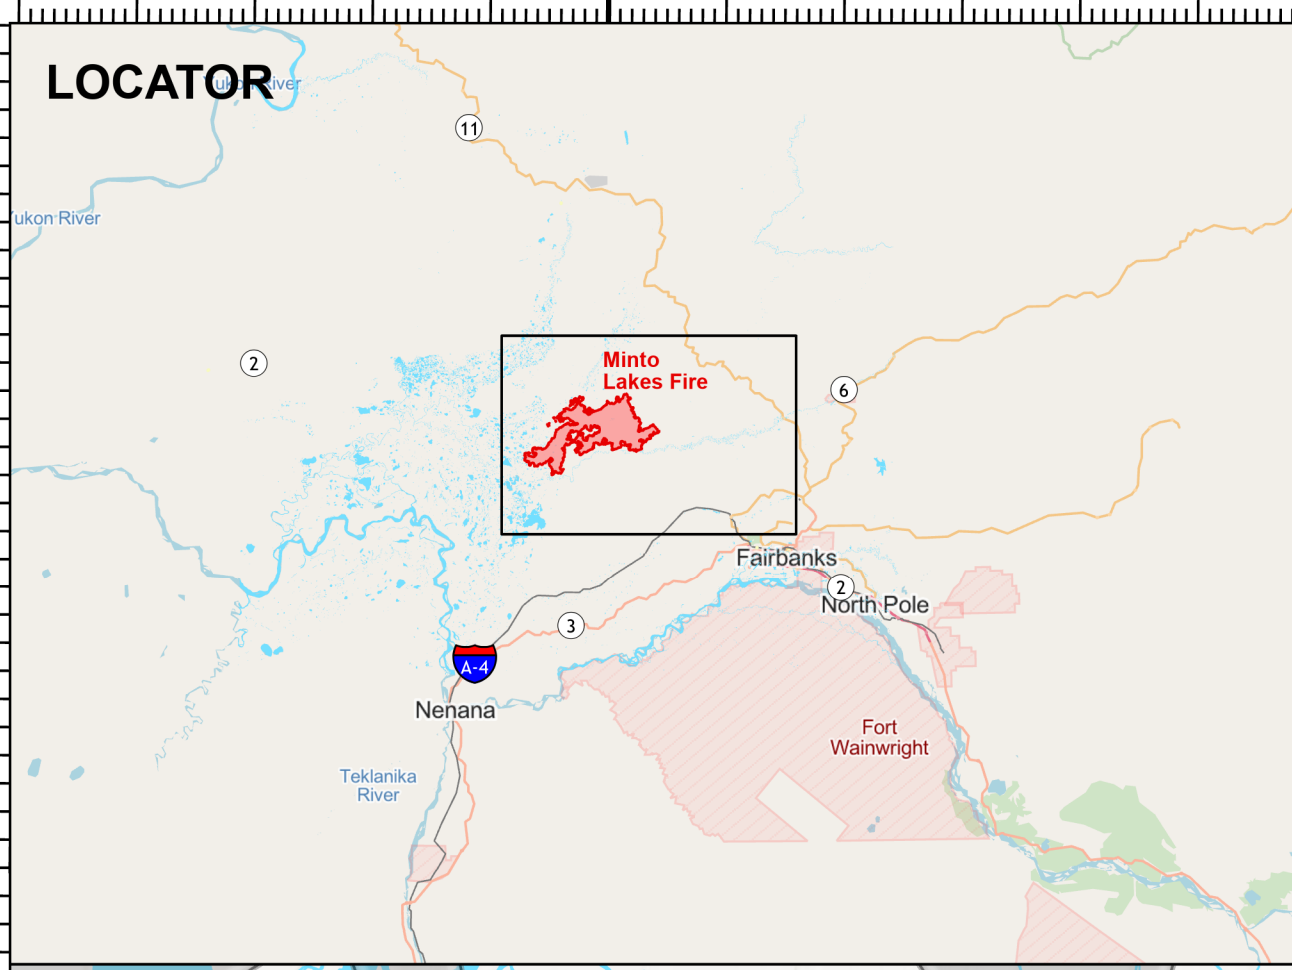 LOCATOR
Yukon River
11
ukon River
2
Minto
Lakes Fire
6
Fairbanks
2
North Pole
3
A-4
Nenana
Fort
Wainwright
Teklanika
River